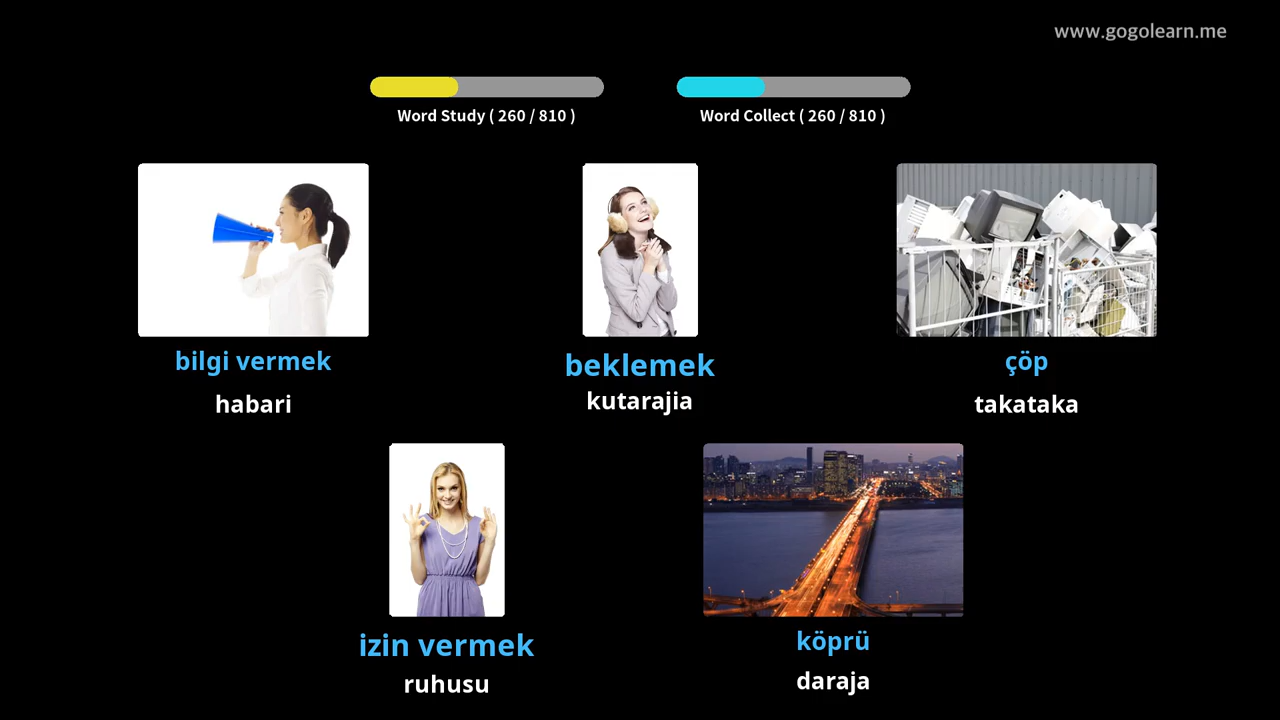 www.gogolearn.me
Word Study ( 260 / 810 )
Word Collect ( 260 / 810 )
bilgi vermek
habari
beklemek
kutarajia
çöp
takataka
izin vermek
ruhusu
köprü
daraja